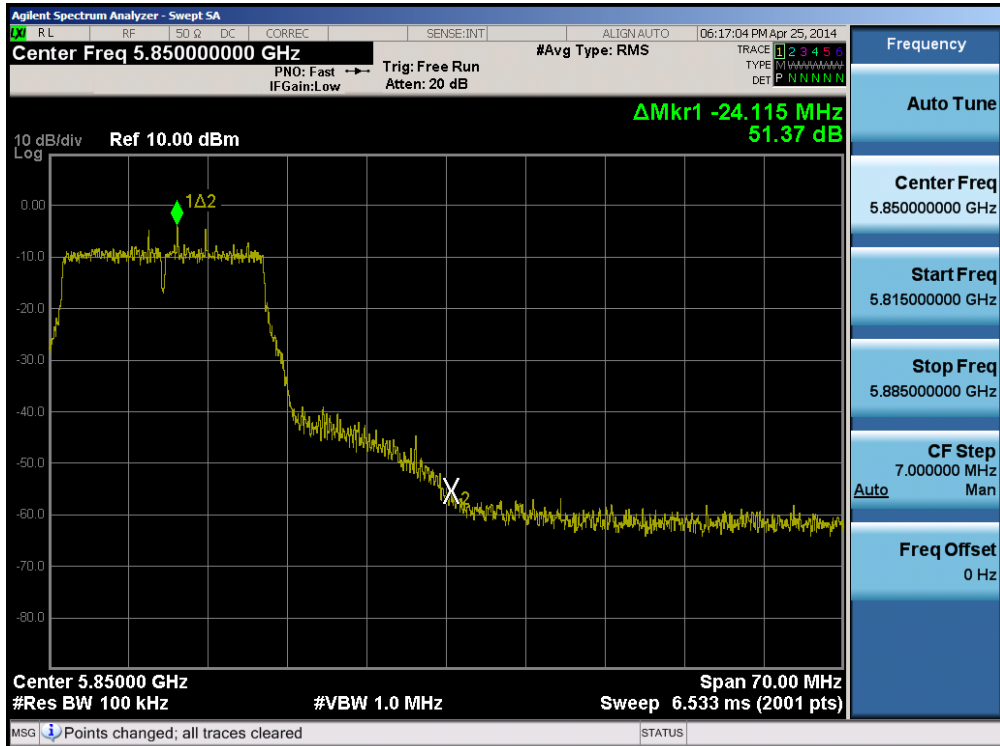 Agilent Spectrum Analyzer - Swept SA
LXI RL RF 50 Ω DC CORREC SENSE:INT ALIGN AUTO 06:17:04 PM Apr 25, 2014
Center Freq 5.850000000 GHz
PNO: Fast
IFGain:Low
Trig: Free Run
Atten: 20 dB
#Avg Type: RMS
TRACE 1 2 3 4 5 6
TYPE M
DET P N N N N N
ΔMkr1 -24.115 MHz
51.37 dB
10 dB/div Ref 10.00 dBm
Log
1Δ2
0.00
-10.0
-20.0
-30.0
-40.0
-50.0
2
-60.0
-70.0
-80.0
Center 5.85000 GHz Span 70.00 MHz
#Res BW 100 kHz #VBW 1.0 MHz Sweep 6.533 ms (2001 pts)
MSG Points changed; all traces cleared STATUS
Frequency
Auto Tune
Center Freq
5.850000000 GHz
Start Freq
5.815000000 GHz
Stop Freq
5.885000000 GHz
CF Step
7.000000 MHz
Auto Man
Freq Offset
0 Hz